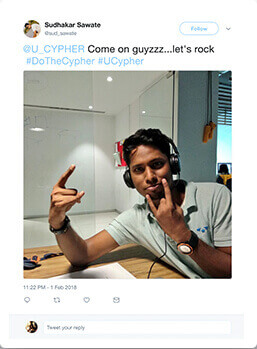 Sudhakar Sawate
@sud_sawate
Follow
@U_CYPHER Come on guyzzz...let's rock
#DoTheCypher #UCypher
11:22 PM - 1 Feb 2018
Tweet your reply